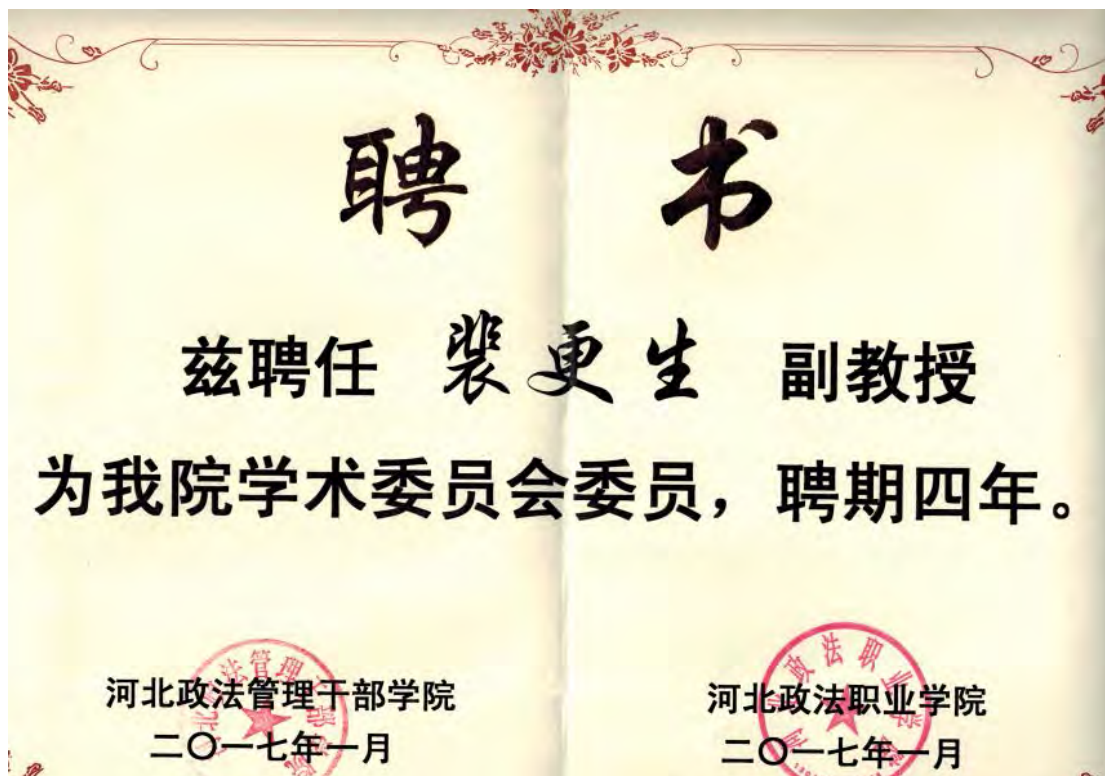 聘 书
兹聘任 裴更生 副教授
为我院学术委员会委员，聘期四年。
河北政法管理干部学院
二〇一七年一月
河北政法职业学院
二〇一七年一月